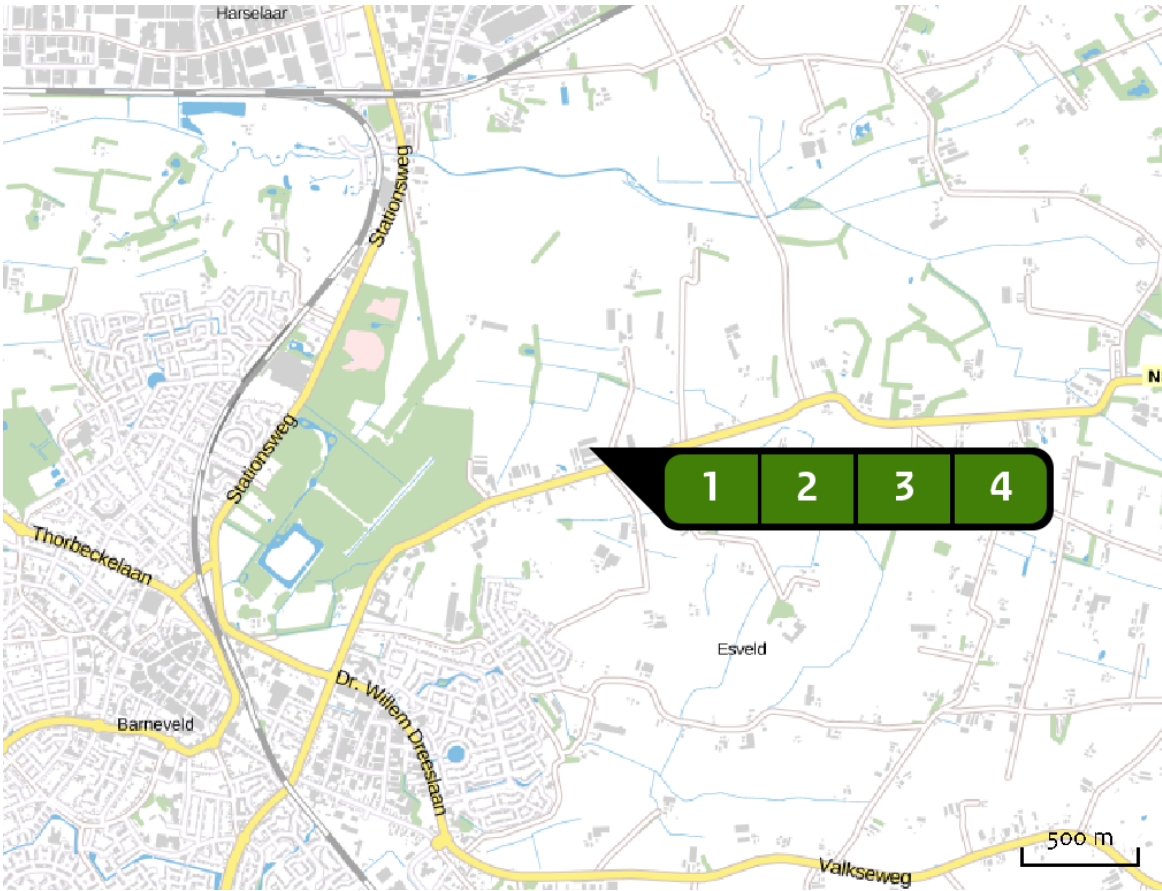 Harselaar
Stationsweg
Stationsweg
N
1 2 3 4
Thorbeckelaan
Esveld
Dr. Willem Dreeslaan
Barneveld
500 m
Valkseweg